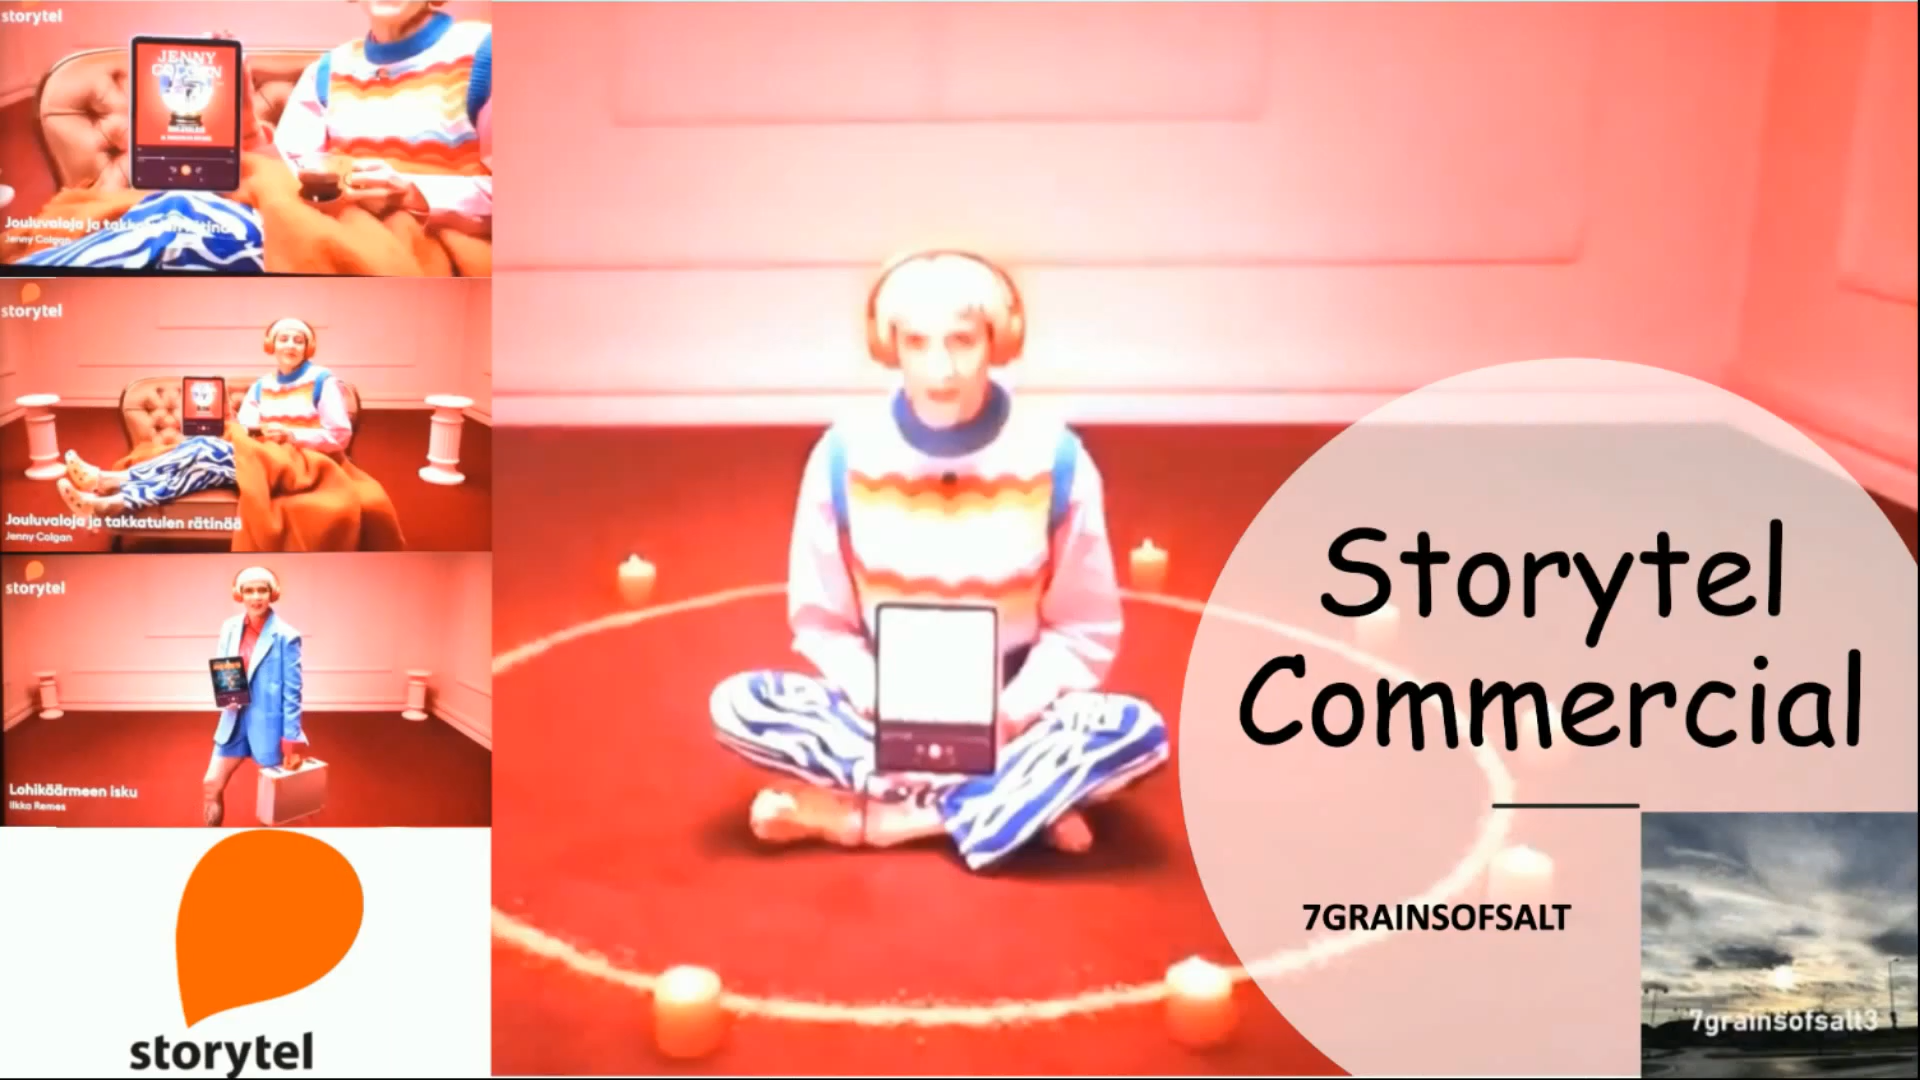 storytel
JENNY
COLGAN
Jouluvaloja ja takkatulen rätinää
Jenny Colgan
storytel
Jouluvaloja ja takkatulen rätinää
Jenny Colgan
storytel
Lohikäärmeen isku
Ilkka Remes
storytel
Storytel
Commercial
7GRAINSOFSALT
7grainsofsalt3